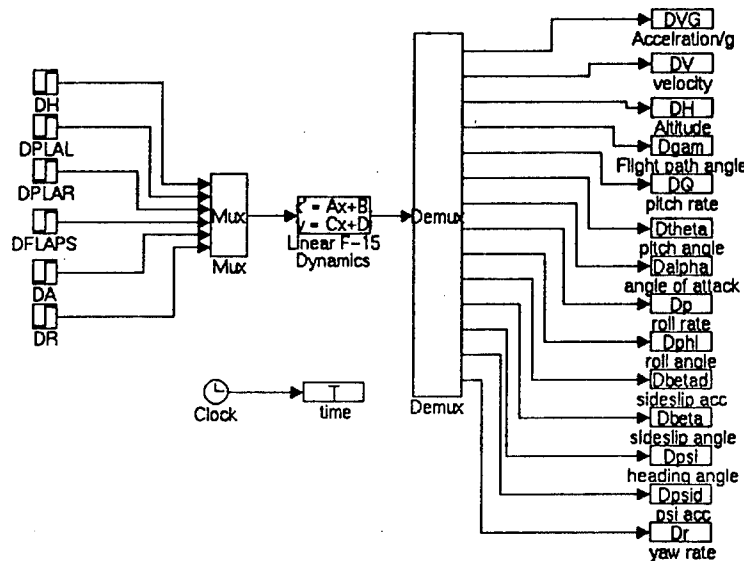 DH
DPLAL
DPLAR
DFLAPS
DA
DR
Mux
Mux
= Ax+B
= Cx+D
Linear F-15
Dynamics
Clock
T
time
Demux
Demux
DVG
Accelration/g
DV
velocity
DH
Altitude
Dgam
Flight path angle
DQ
pitch rate
Dtheta
pitch angle
Dalpha
angle of attack
Dp
roll rate
Dphi
roll angle
Dbetad
sideslip acc
Dbeta
sideslip angle
Dpsi
heading angle
Dpsid
psi acc
Dr
yaw rate